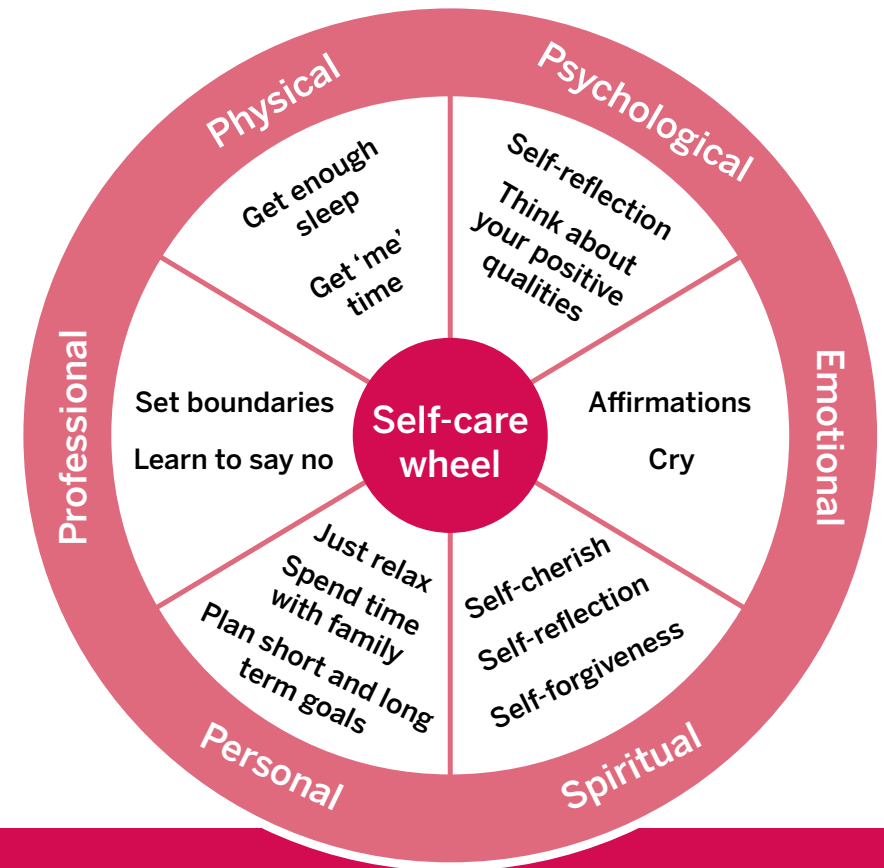 Self-care
wheel
Physical
Get enough
sleep
Get ‘me’
time
Psychological
Self-reflection
Think about
your positive
qualities
Emotional
Affirmations
Cry
Spiritual
Self-cherish
Self-reflection
Self-forgiveness
Personal
Just relax
Spend time
with family
Plan short and long
term goals
Professional
Set boundaries
Learn to say no